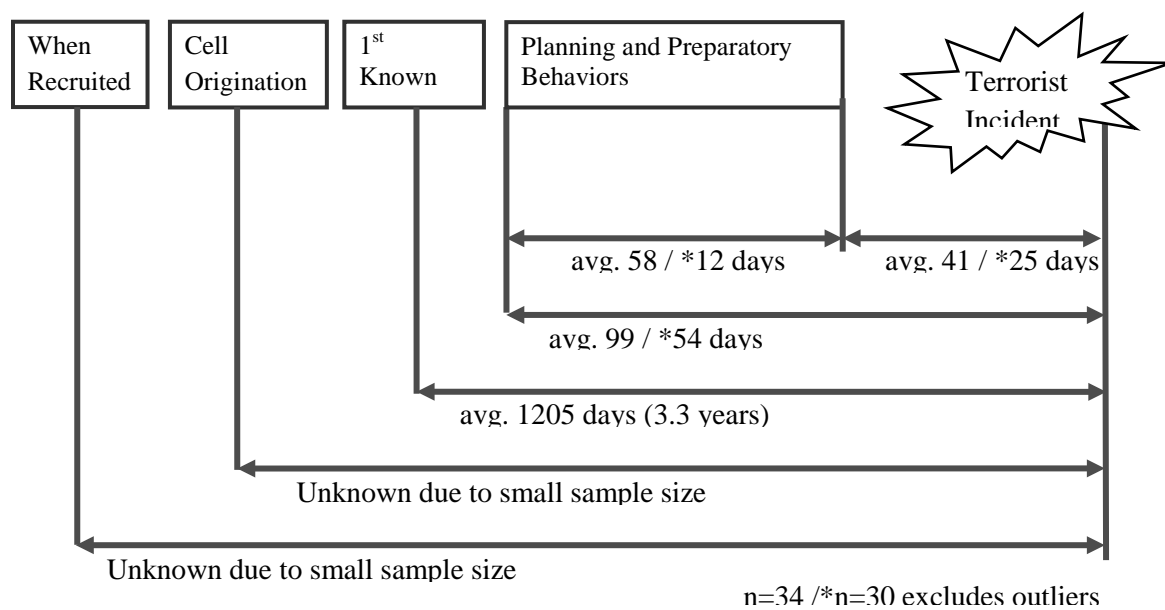 When
Recruited
Cell
Origination
1st
Known
Planning and Preparatory
Behaviors
Terrorist
Incident
avg. 58 / *12 days
avg. 41 / *25 days
avg. 99 / *54 days
avg. 1205 days (3.3 years)
Unknown due to small sample size
Unknown due to small sample size
n=34 /*n=30 excludes outliers